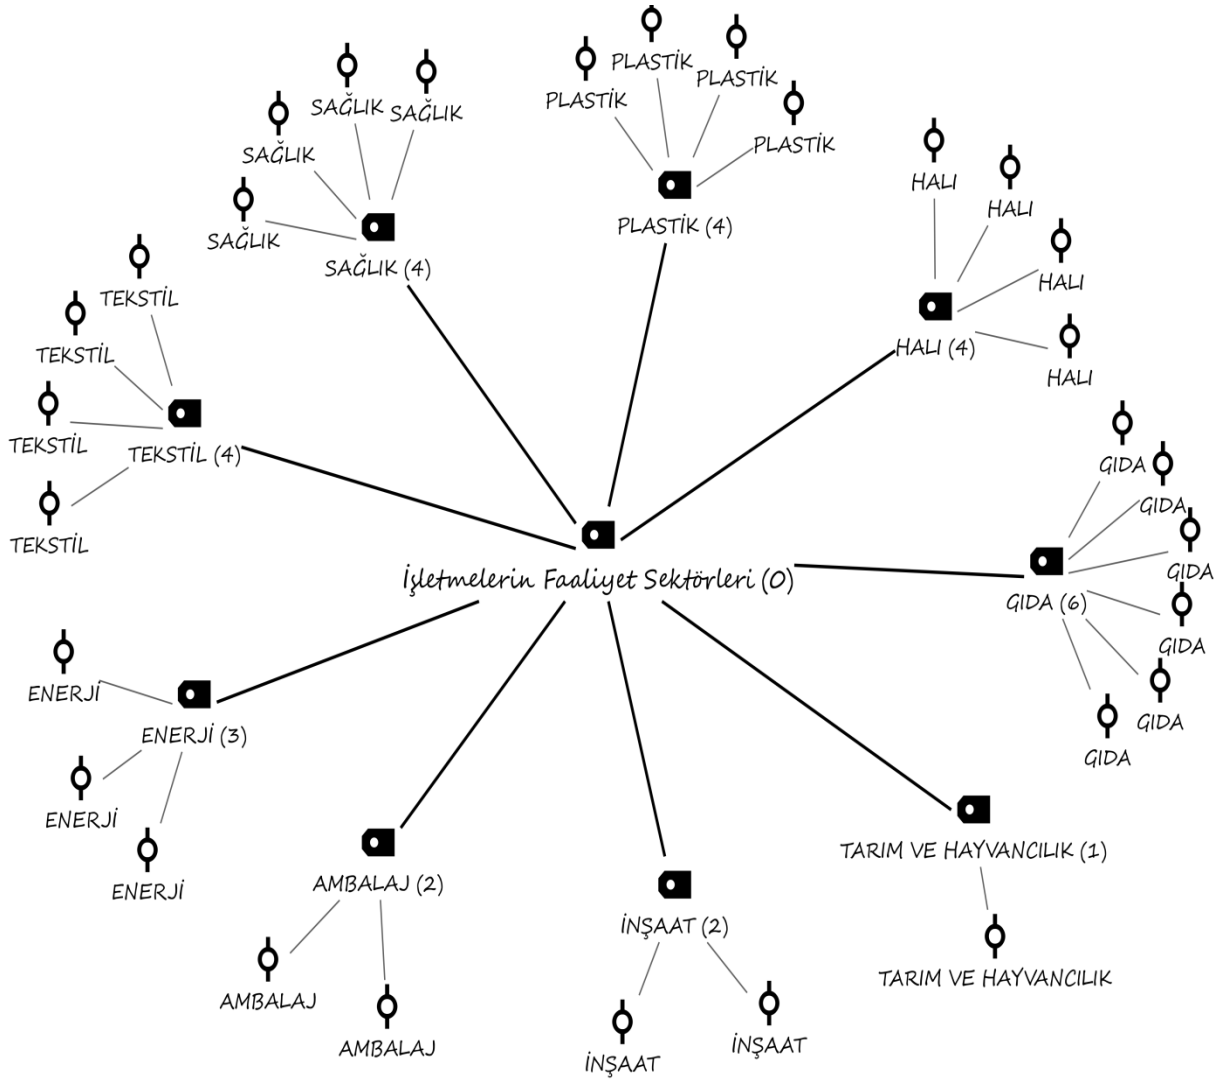 PLASTİK
PLASTİK
PLASTİK
PLASTİK
PLASTİK (4)
SAĞLIK
SAĞLIK
SAĞLIK
SAĞLIK
SAĞLIK (4)
HALI
HALI
HALI
HALI
HALI (4)
TEKSTİL
TEKSTİL
TEKSTİL
TEKSTİL
TEKSTİL (4)
İşletmelerin Faaliyet Sektörleri (0)
GIDA
GIDA
GIDA
GIDA
GIDA
GIDA
GIDA (6)
ENERJİ
ENERJİ (3)
ENERJİ
ENERJİ
AMBALAJ (2)
AMBALAJ
AMBALAJ
İNŞAAT (2)
İNŞAAT
İNŞAAT
TARIM VE HAYVANCILIK (1)
TARIM VE HAYVANCILIK